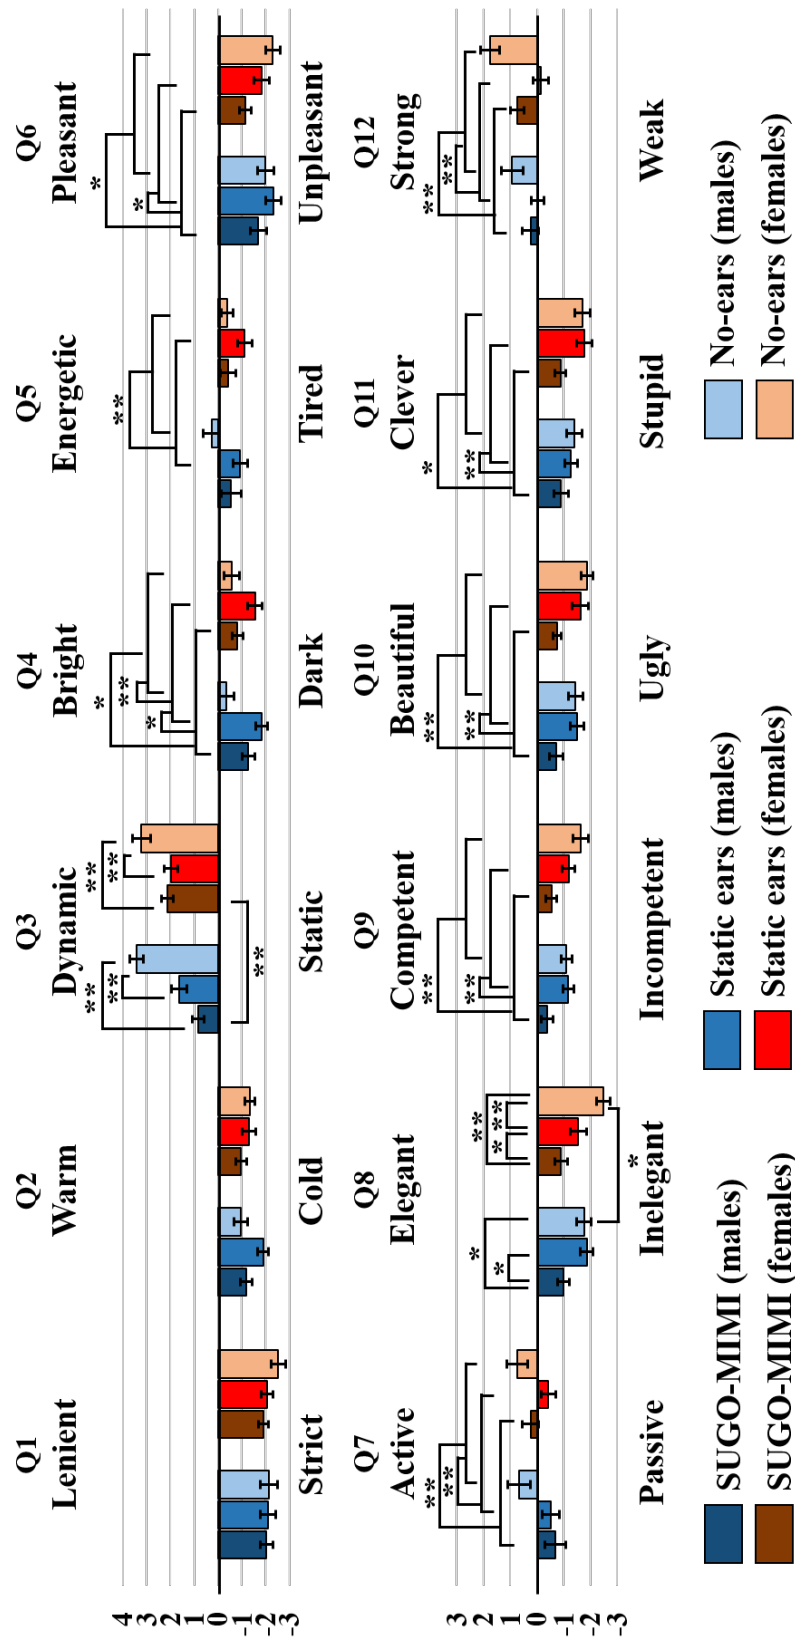 Q1 Q2 Q3 Q4 Q5 Q6
Lenient Warm Dynamic Bright Energetic Pleasant
** ** ** ** * * ** ** * *
4
3
2
1
0
-1
-2
-3
**
Strict Cold Static Dark Tired Unpleasant
Q7 Q8 Q9 Q10 Q11 Q12
Active Elegant Competent Beautiful Clever Strong
** ** * * ** * ** ** ** ** ** * ** ** **
3
2
1
0
-1
-2
-3
*
Passive Inelegant Incompetent Ugly Stupid Weak
SUGO-MIMI (males) Static ears (males) No-ears (males)
SUGO-MIMI (females) Static ears (females) No-ears (females)